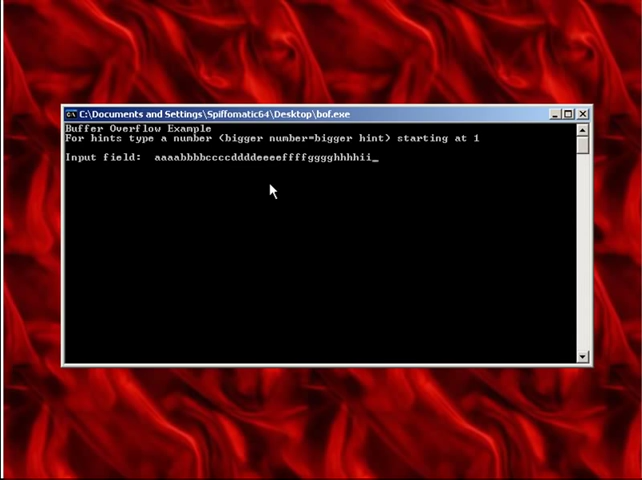 C:\Documents and Settings\Spiffomatic64\Desktop\bof.exe
Buffer Overflow Example
For hints type a number (bigger number=bigger hint) starting at 1
Input field: aaaabbbbccccddddeeeeffffgggghhhhii_